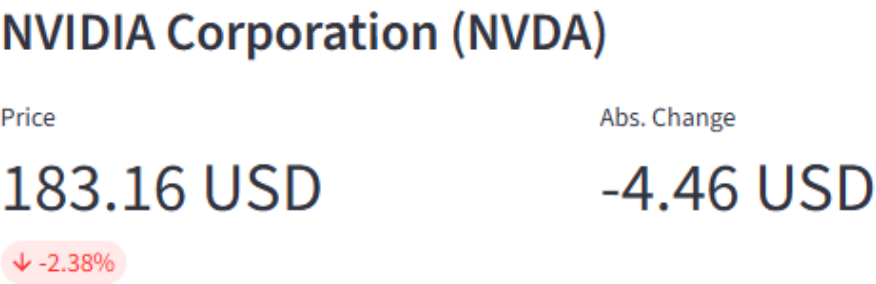 NVIDIA Corporation (NVDA)
Price
Abs. Change
183.16 USD
-4.46 USD
↓ -2.38%